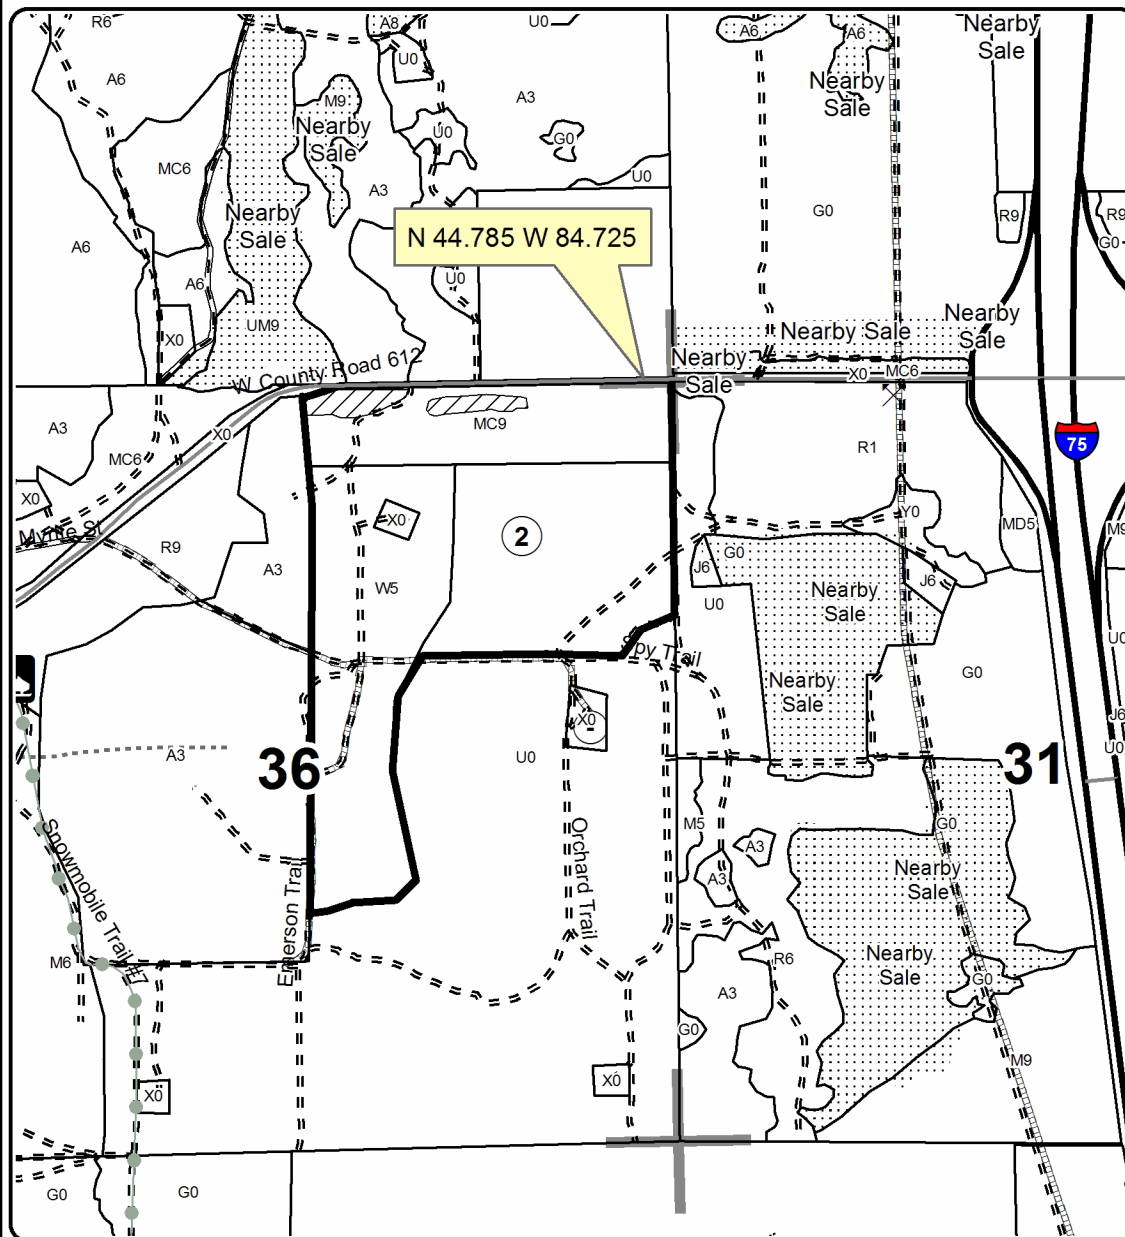 R6
A8
U0
A6
A6
Nearby
Sale
U0
A6
Nearby
Sale
M9
A3
Nearby
Sale
U0
G0
MC6
A3
U0
Nearby
Sale
G0
R9
R9
A6
N 44.785 W 84.725
G0
A6
U0
UM9
X0
Nearby Sale
Nearby
Sale
W County Road 612
Nearby
Sale
X0
MC6
A3
X0
MC9
R1
75
MC6
X0
X0
Y0
MD5
M9
Myrtle St
2
R9
G0
A3
J6
J6
W5
Nearby
Sale
U0
U0
Spy Trail
G0
Nearby
Sale
X0
J6
A3
36
U0
31
U0
M5
G0
Snowmobile Trail #7
Orchard Trail
A3
A3
Nearby
Sale
Emerson Trail
M6
R6
Nearby
Sale
A3
G0
G0
M9
X0
X0
G0
G0